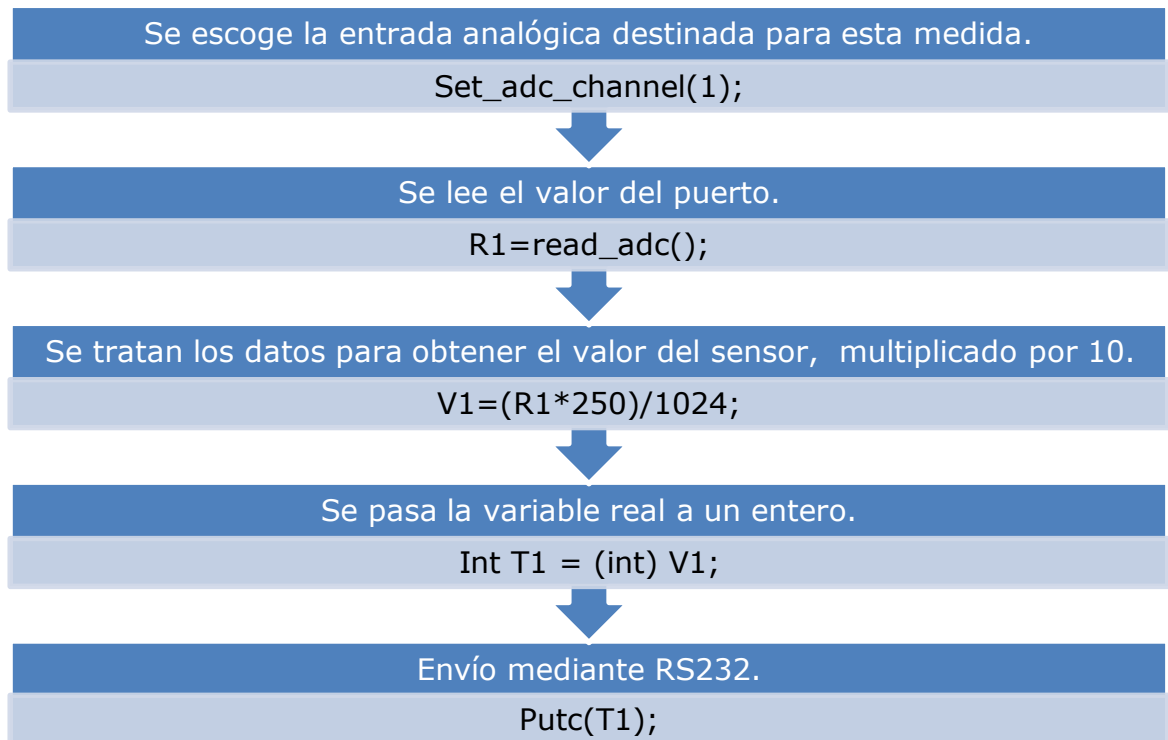 Se escoge la entrada analógica destinada para esta medida.
Set_adc_channel(1);
Se lee el valor del puerto.
R1=read_adc();
Se tratan los datos para obtener el valor del sensor,  multiplicado por 10.
V1=(R1*250)/1024;
Se pasa la variable real a un entero.
Int T1 = (int) V1;
Envío mediante RS232.
Putc(T1);